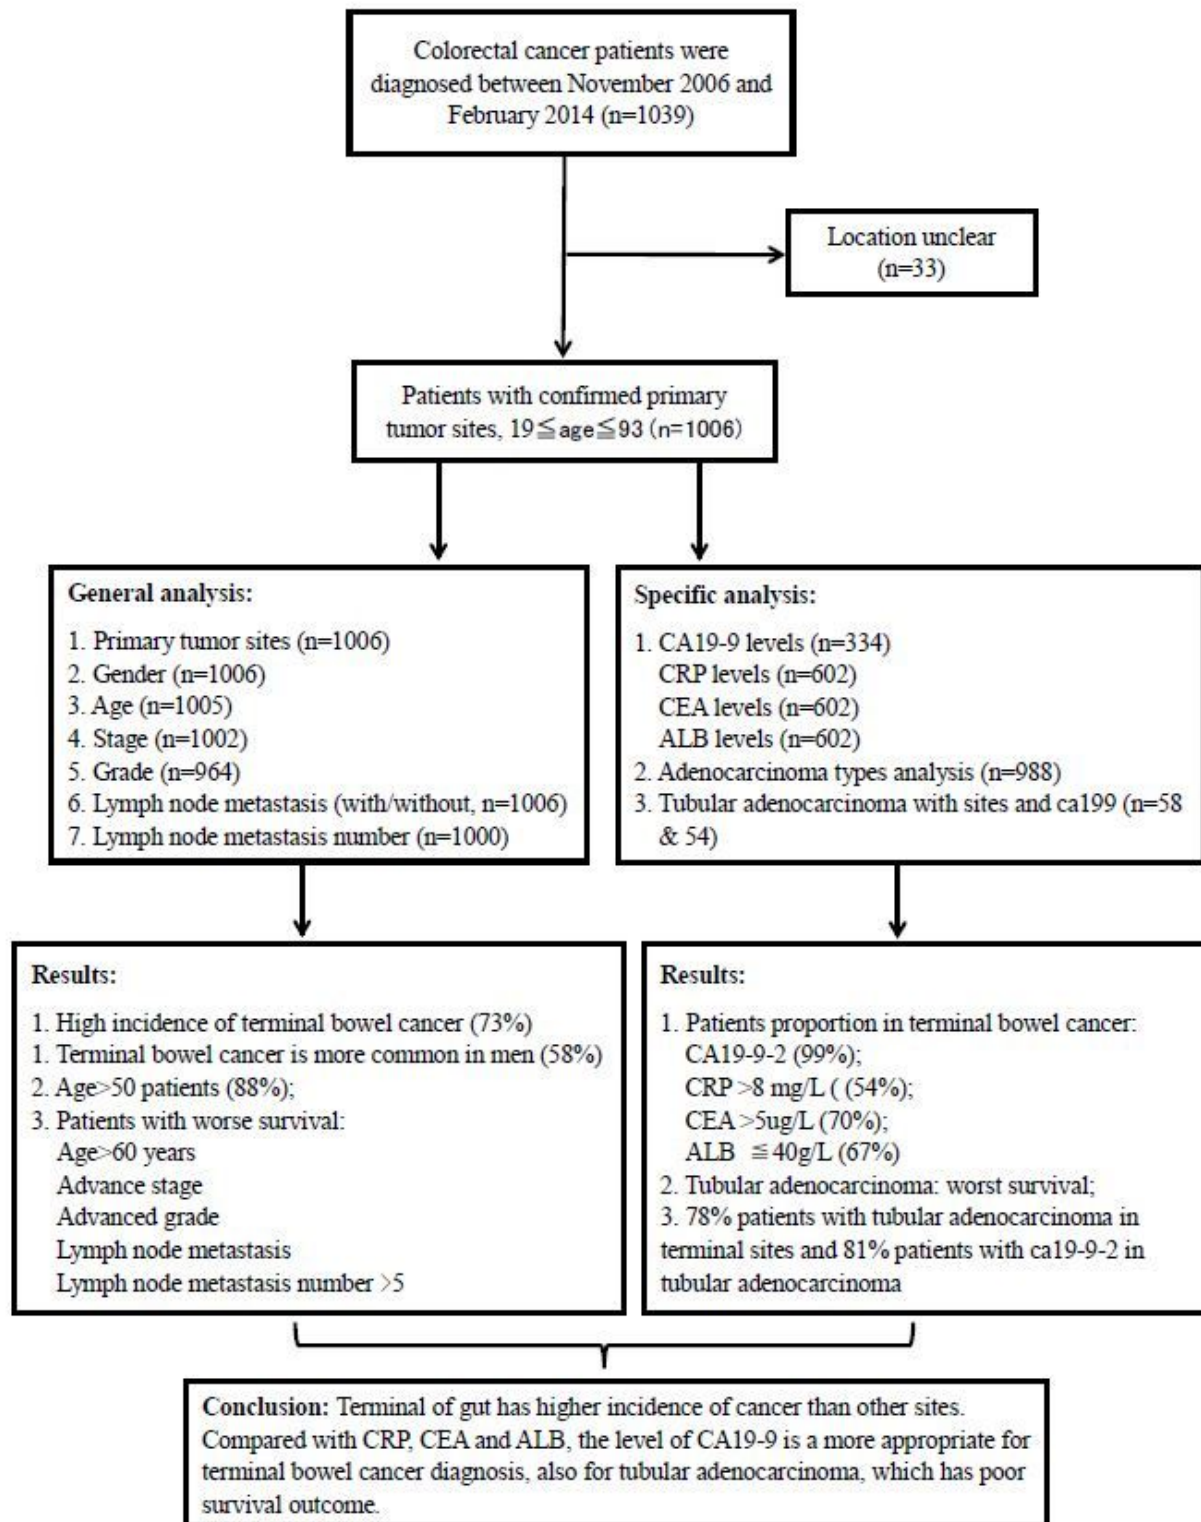 Colorectal cancer patients were
diagnosed between November 2006 and
February 2014 (n=1039)
Location unclear
(n=33)
Patients with confirmed primary
tumor sites, 19≦age≦93 (n=1006)
General analysis:
1. Primary tumor sites (n=1006)
2. Gender (n=1006)
3. Age (n=1005)
4. Stage (n=1002)
5. Grade (n=964)
6. Lymph node metastasis (with/without, n=1006)
7. Lymph node metastasis number (n=1000)
Specific analysis:
1. CA19-9 levels (n=334)
CRP levels (n=602)
CEA levels (n=602)
ALB levels (n=602)
2. Adenocarcinoma types analysis (n=988)
3. Tubular adenocarcinoma with sites and ca199 (n=58
& 54)
Results:
1. High incidence of terminal bowel cancer (73%)
1. Terminal bowel cancer is more common in men (58%)
2. Age>50 patients (88%);
3. Patients with worse survival:
Age>60 years
Advance stage
Advanced grade
Lymph node metastasis
Lymph node metastasis number >5
Results:
1. Patients proportion in terminal bowel cancer:
CA19-9-2 (99%);
CRP >8 mg/L ( (54%);
CEA >5ug/L (70%);
ALB ≦40g/L (67%)
2. Tubular adenocarcinoma: worst survival;
3. 78% patients with tubular adenocarcinoma in
terminal sites and 81% patients with ca19-9-2 in
tubular adenocarcinoma
Conclusion: Terminal of gut has higher incidence of cancer than other sites.
Compared with CRP, CEA and ALB, the level of CA19-9 is a more appropriate for
terminal bowel cancer diagnosis, also for tubular adenocarcinoma, which has poor
survival outcome.